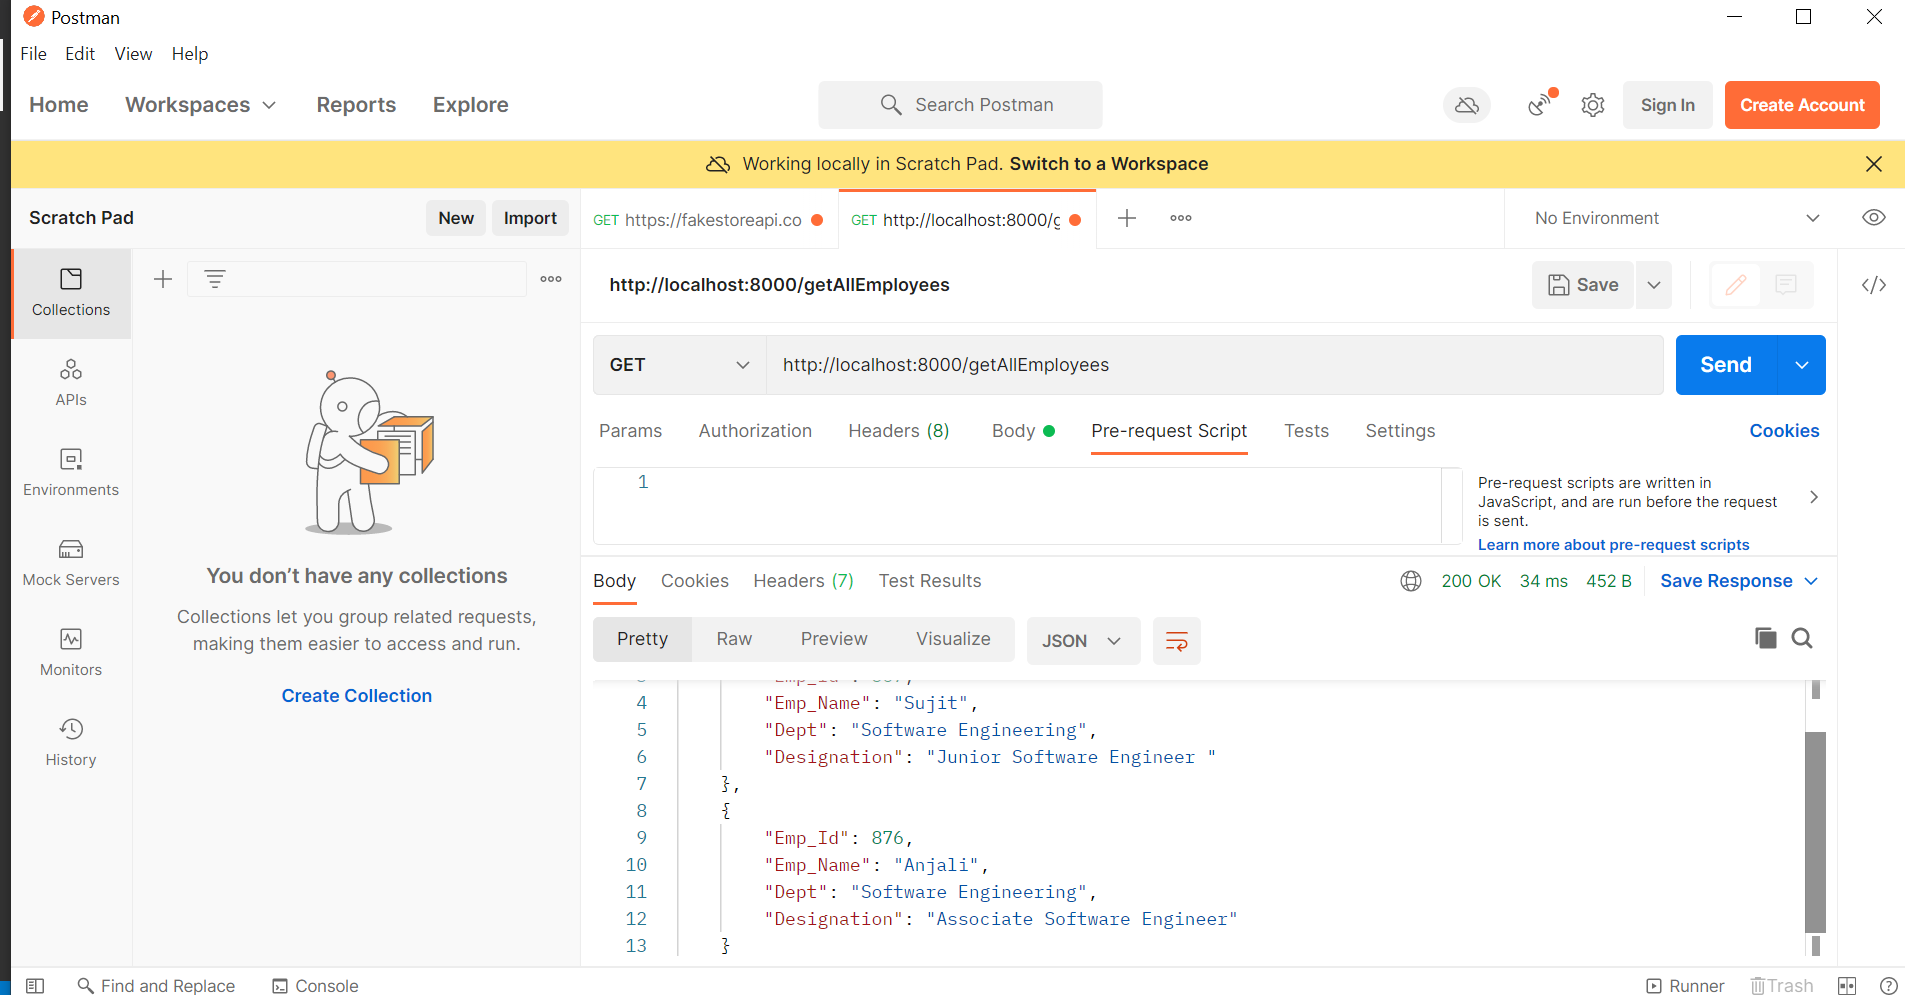 Postman
File Edit View Help
Home Workspaces Reports Explore Search Postman Sign In Create Account
Working locally in Scratch Pad. Switch to a Workspace
Scratch Pad New Import GET https://fakestoreapi.co GET http://localhost:8000/g No Environment
Collections
http://localhost:8000/getAllEmployees Save
GET http://localhost:8000/getAllEmployees Send
APIs
Params Authorization Headers (8) Body Pre-request Script Tests Settings Cookies
Environments
1
Pre-request scripts are written in
JavaScript, and are run before the request
is sent.
Learn more about pre-request scripts
Mock Servers
You don’t have any collections
Collections let you group related requests,
making them easier to access and run.
Create Collection
Monitors
History
Body Cookies Headers (7) Test Results 200 OK 34 ms 452 B Save Response
Pretty Raw Preview Visualize JSON
4 "Emp_Name": "Sujit",
5 "Dept": "Software Engineering",
6 "Designation": "Junior Software Engineer "
7 },
8 {
9 "Emp_Id": 876,
10 "Emp_Name": "Anjali",
11 "Dept": "Software Engineering",
12 "Designation": "Associate Software Engineer"
13 }
Find and Replace Console Runner Trash